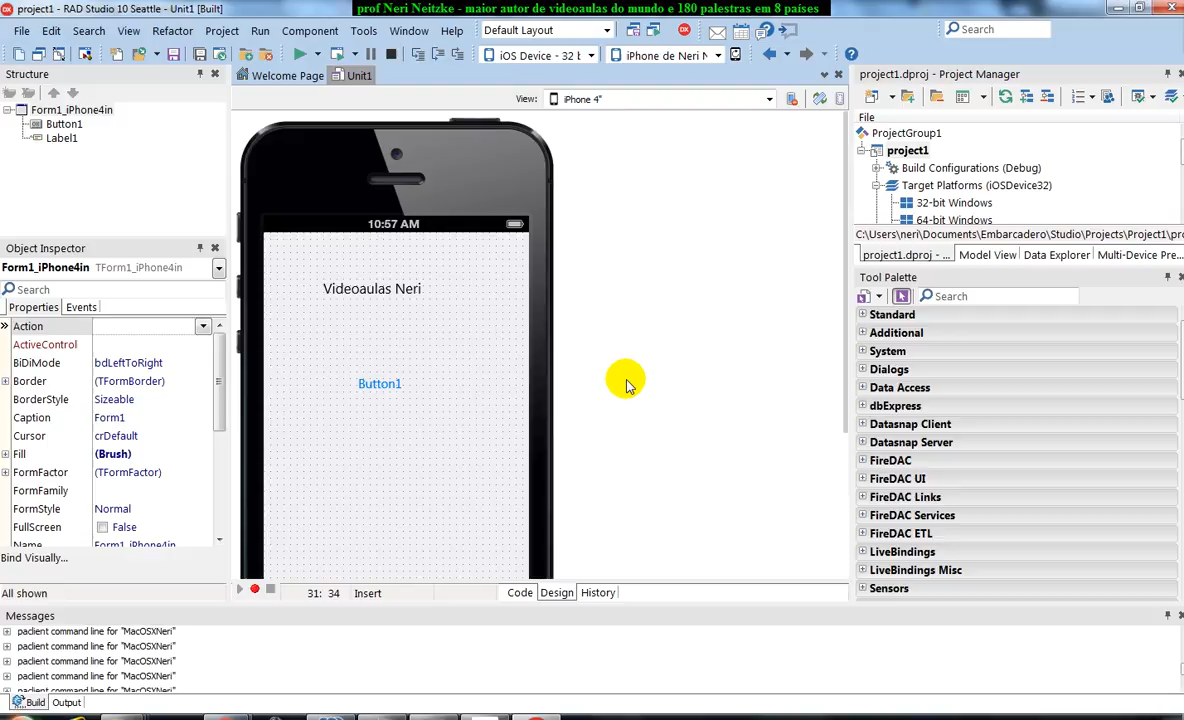 project1 - RAD Studio 10 Seattle - Unit1 [Built]
prof Neri Neitzke - maior autor de videoaulas do mundo e 180 palestras em 8 países
File Edit Search View Refactor Project Run Component Tools Window Help
Default Layout
Search
iOS Device - 32 b
iPhone de Neri N
Structure
Form1_iPhone4in
Button1
Label1
Object Inspector
Form1_iPhone4in TForm1_iPhone4in
Search
Properties Events
Action
ActiveControl
BiDiMode bdLeftToRight
Border (TFormBorder)
BorderStyle Sizeable
Caption Form1
Cursor crDefault
Fill (Brush)
FormFactor (TFormFactor)
FormFamily
FormStyle Normal
FullScreen False
Name Form1_iPhone4in
Bind Visually...
All shown
Welcome Page Unit1
View: iPhone 4"
10:57 AM
Videoaulas Neri
Button1
31: 34 Insert
Code Design History
project1.dproj - Project Manager
File
ProjectGroup1
project1
Build Configurations (Debug)
Target Platforms (iOSDevice32)
32-bit Windows
64-bit Windows
C:\Users\neri\Documents\Embarcadero\Studio\Projects\Project1\pro
project1.dproj - ... Model View Data Explorer Multi-Device Pre...
Tool Palette
Search
Standard
Additional
System
Dialogs
Data Access
dbExpress
Datasnap Client
Datasnap Server
FireDAC
FireDAC UI
FireDAC Links
FireDAC Services
FireDAC ETL
LiveBindings
LiveBindings Misc
Sensors
Messages
paclient command line for "MacOSXNeri"
paclient command line for "MacOSXNeri"
paclient command line for "MacOSXNeri"
paclient command line for "MacOSXNeri"
paclient command line for "MacOSXNeri"
Build Output